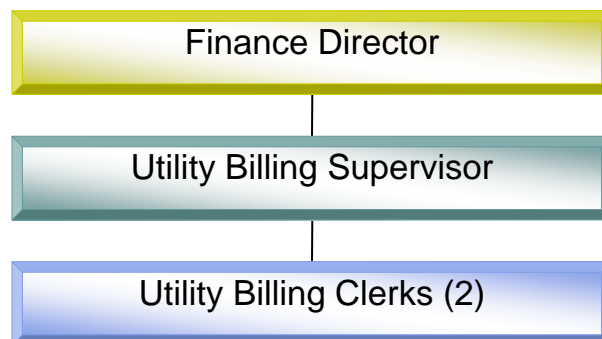 Finance Director
Utility Billing Supervisor
Utility Billing Clerks (2)